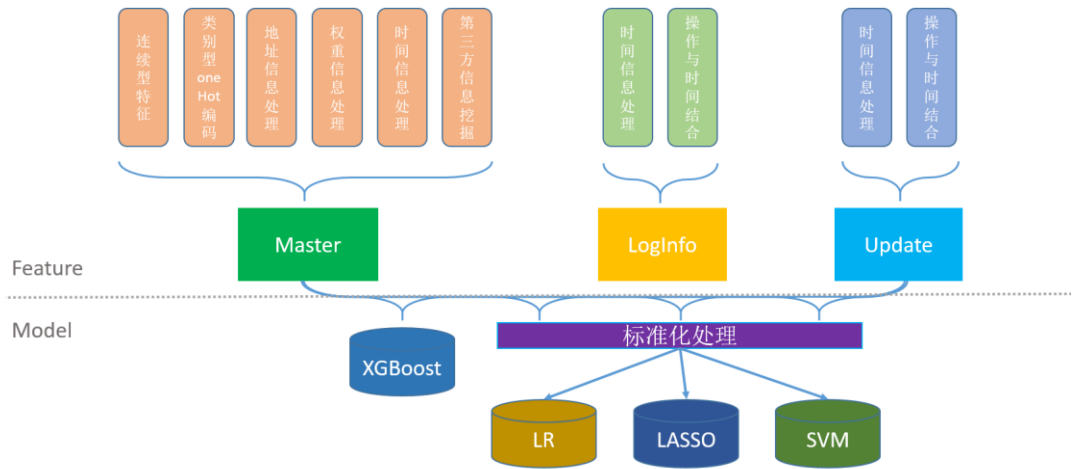 连续型特征
类别型oneHot编码
地址信息处理
权重信息处理
时间信息处理
第三方信息挖掘
时间信息处理
操作与时间结合
时间信息处理
操作与时间结合
Master
LogInfo
Update
Feature
Model
标准化处理
XGBoost
LR
LASSO
SVM